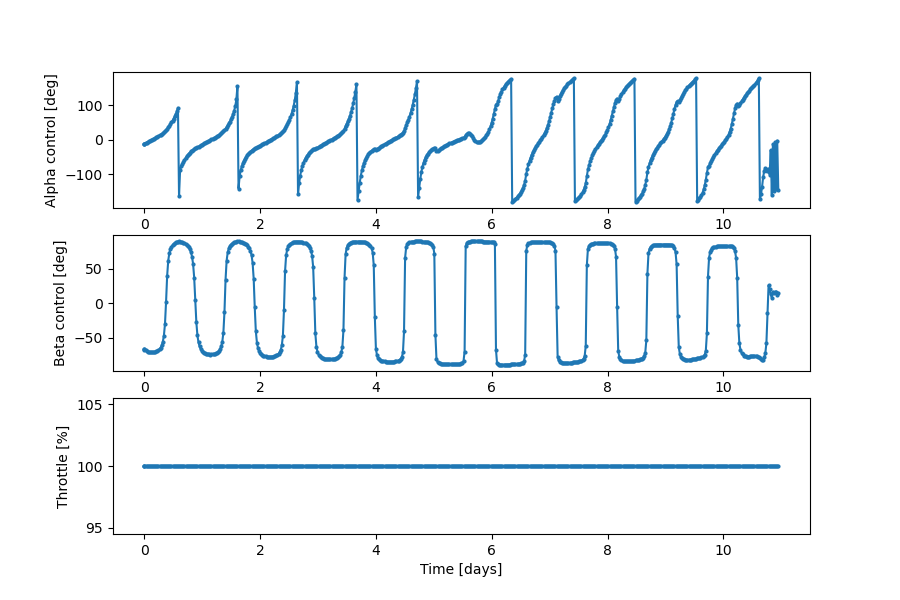 Alpha control [deg]
100
0
−100
0 2 4 6 8 10
Beta control [deg]
50
0
−50
0 2 4 6 8 10
Throttle [%]
105
100
95
0 2 4 6 8 10
Time [days]